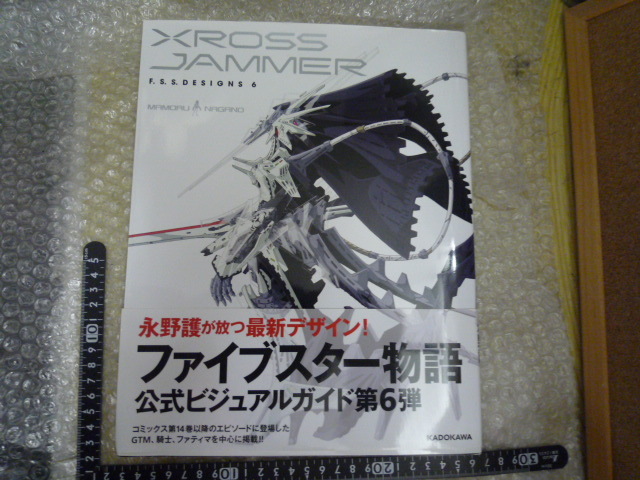 XROSS
JAMMER
F.S.S.DESIGNS 6
MAMORU NAGANO
永野護が放つ最新デザイン!
ファイブスター物語
公式ビジュアルガイド第6弾
コミックス第14巻以降のエピソードに登場した
GTM、騎士、ファティマを中心に掲載!!
KADOKAWA